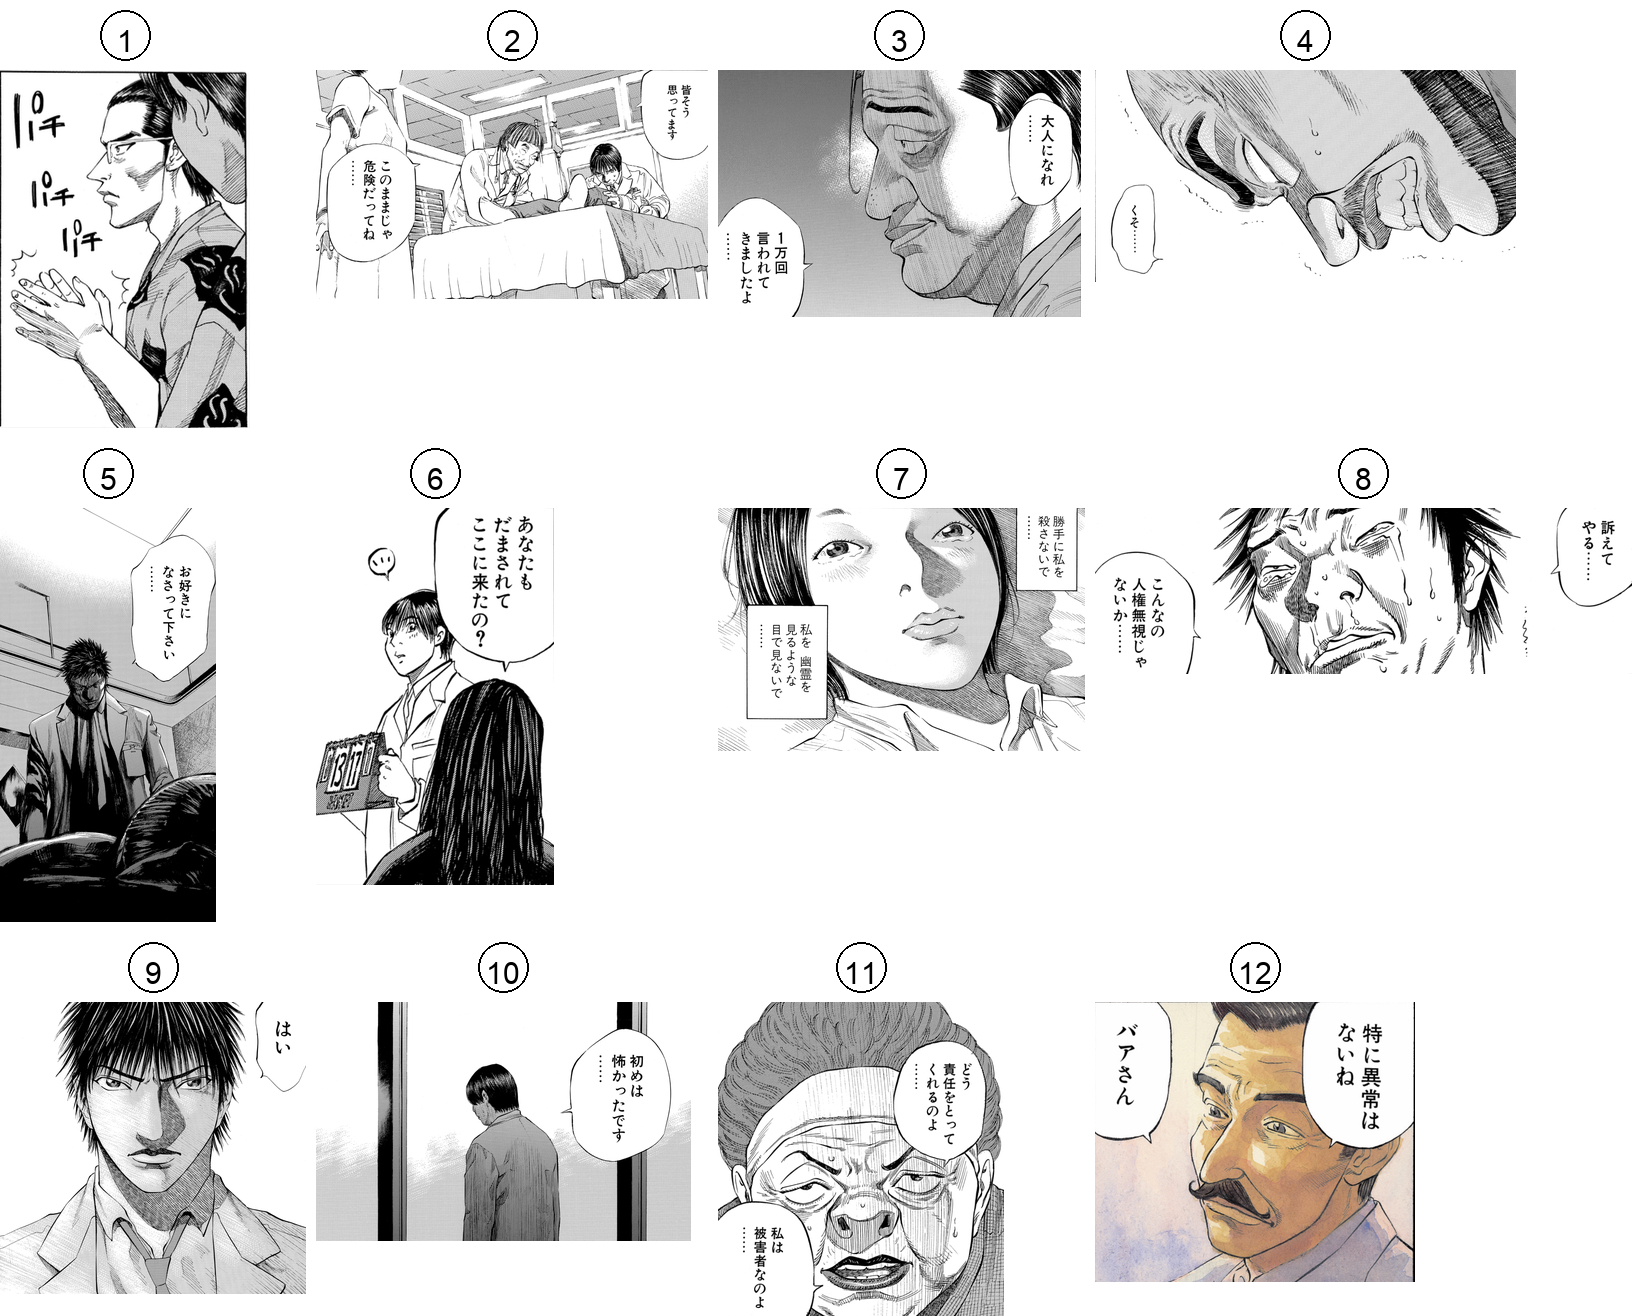 1
パチ
パチ
パチ
2
皆そう
思ってます
このままじゃ
危険だってね
……
3
大人になれ
……
1万回
言われて
きましたよ
……
4
くそ……
5
お好きに
なさって下さい
……
6
あなたも
だまされて
ここに来たの？
13
17
7
勝手に私を
殺さないで
……
私を 幽霊を
見るような
目で見ないで
……
8
訴えて
やる……
こんなの
人権無視じゃ
ないか……
9
はい
10
初めは
怖かったです
……
11
どう
責任をとって
くれるのよ
……
私は
被害者なのよ
……
12
特に異常は
ないね
バアさん